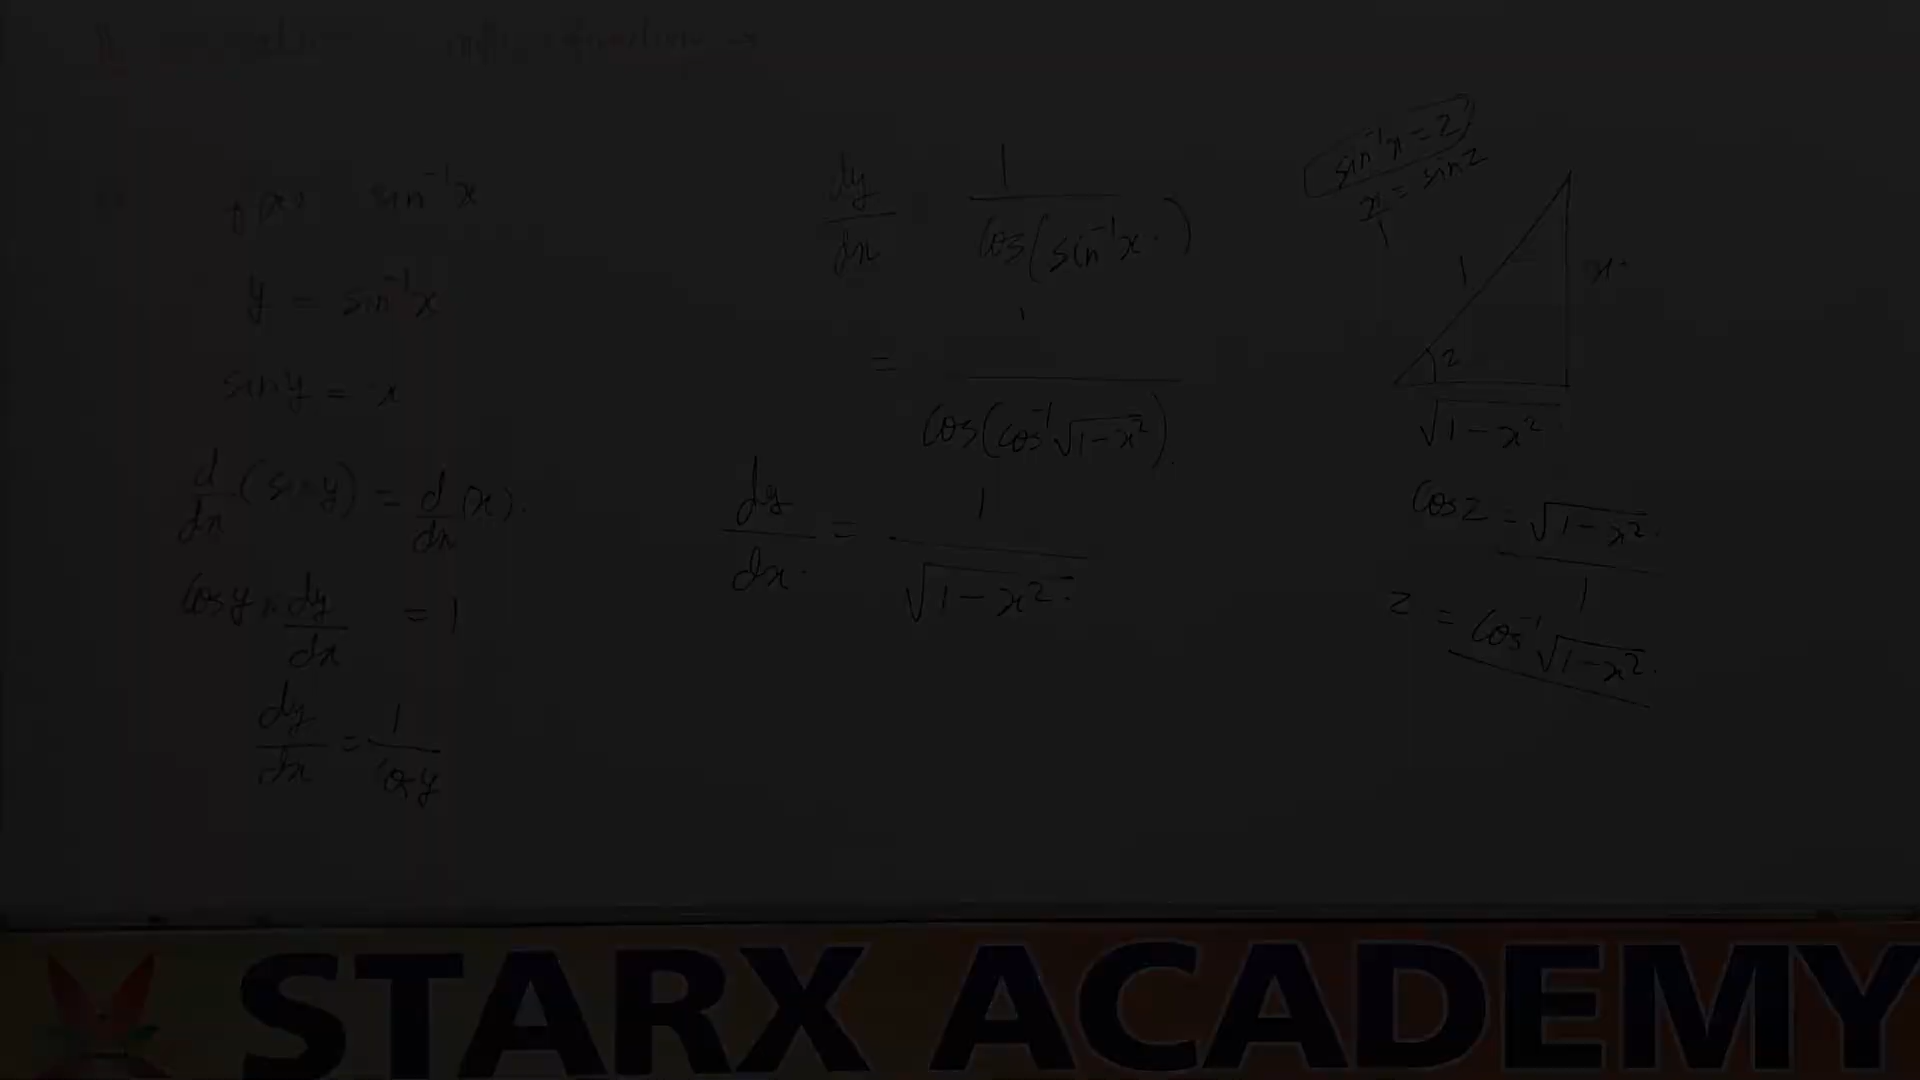 f(x) = sin⁻¹x
y = sin⁻¹x
sin y = x
d/dx (sin y) = d/dx (x).
cos y · dy/dx = 1
dy/dx = 1/cos y
dy/dx 1/cos(sin⁻¹x.)
= 1/cos(cos⁻¹√1-x²).
dy/dx. = 1/√1-x².
sin⁻¹x = z
x/1 = sin z
1
x.
z
√1-x²
cos z = √1-x²./1
z = cos⁻¹√1-x².
STARX ACADEMY